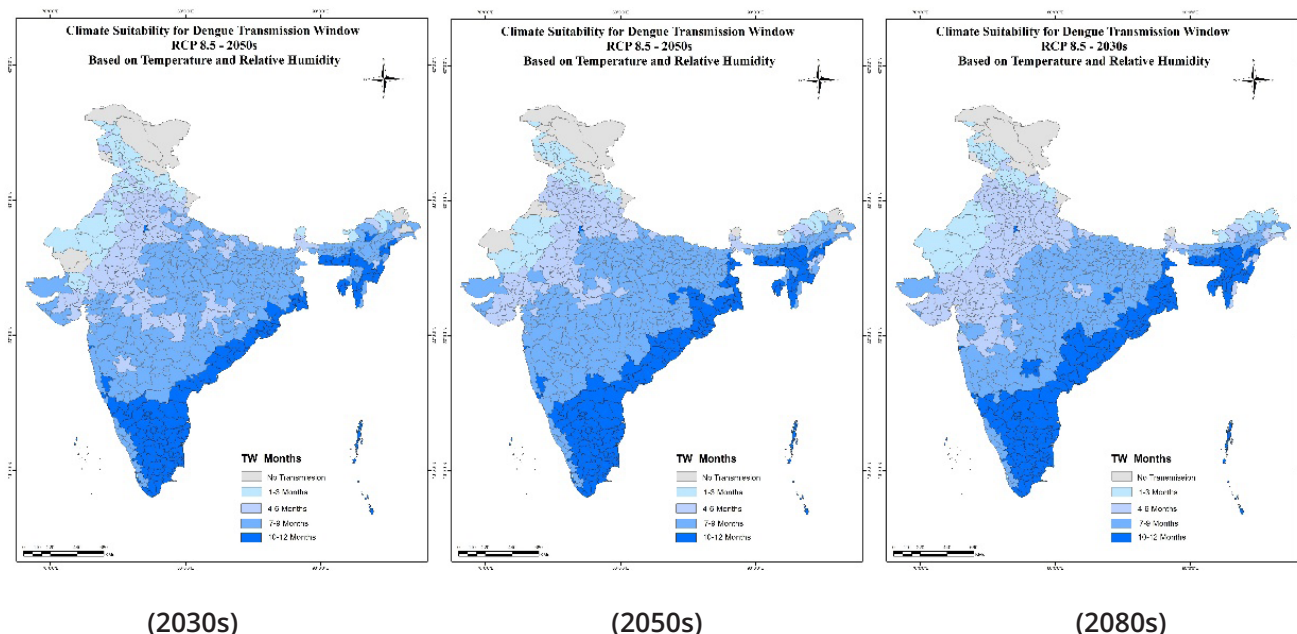 Climate Suitability for Dengue Transmission Window
RCP 8.5 - 2050s
Based on Temperature and Relative Humidity
TW Months
No Transmission
1-3 Months
4-6 Months
7-9 Months
10-12 Months
(2030s)
Climate Suitability for Dengue Transmission Window
RCP 8.5 - 2050s
Based on Temperature and Relative Humidity
TW Months
No Transmission
1-3 Months
4-6 Months
7-9 Months
10-12 Months
(2050s)
Climate Suitability for Dengue Transmission Window
RCP 8.5 - 2030s
Based on Temperature and Relative Humidity
TW Months
No Transmission
1-3 Months
4-6 Months
7-9 Months
10-12 Months
(2080s)